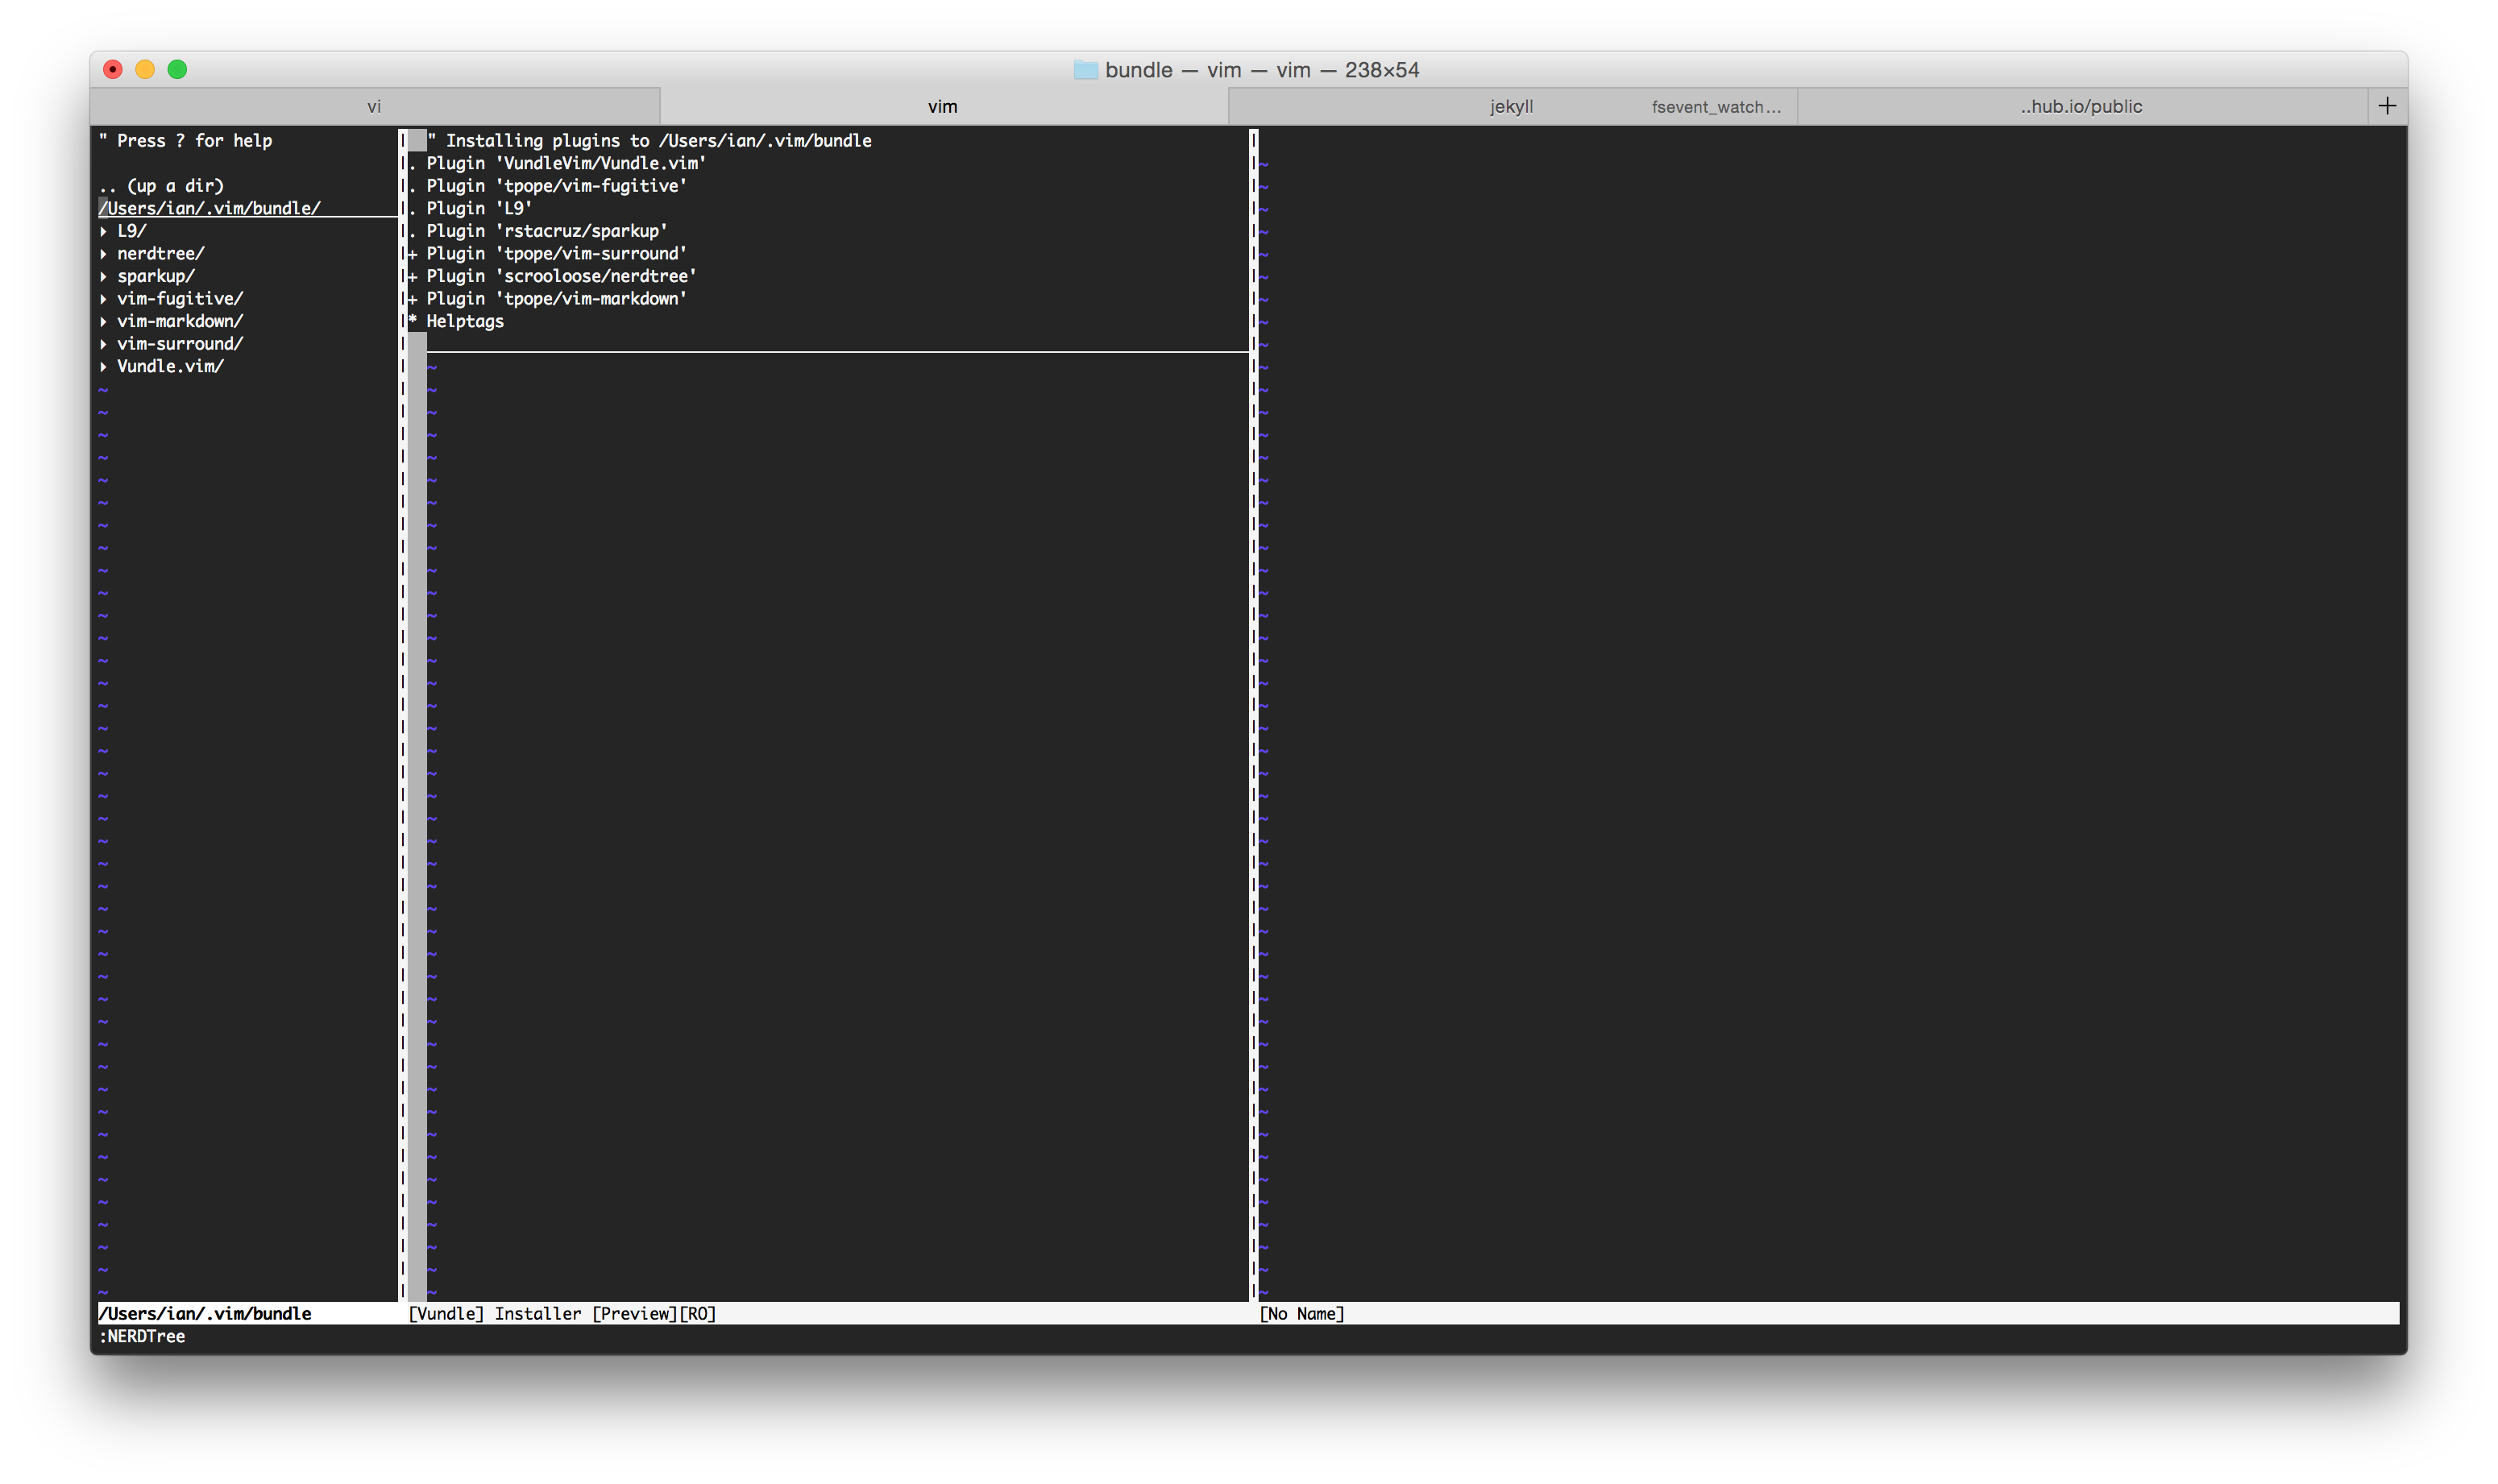 bundle — vim — vim — 238×54
vi
vim
jekyll fsevent_watch...
..hub.io/public
+
" Press ? for help
.. (up a dir)
/Users/ian/.vim/bundle/
▸ L9/
▸ nerdtree/
▸ sparkup/
▸ vim-fugitive/
▸ vim-markdown/
▸ vim-surround/
▸ Vundle.vim/
" Installing plugins to /Users/ian/.vim/bundle
. Plugin 'VundleVim/Vundle.vim'
. Plugin 'tpope/vim-fugitive'
. Plugin 'L9'
. Plugin 'rstacruz/sparkup'
+ Plugin 'tpope/vim-surround'
+ Plugin 'scrooloose/nerdtree'
+ Plugin 'tpope/vim-markdown'
* Helptags
/Users/ian/.vim/bundle
[Vundle] Installer [Preview][RO]
[No Name]
:NERDTree